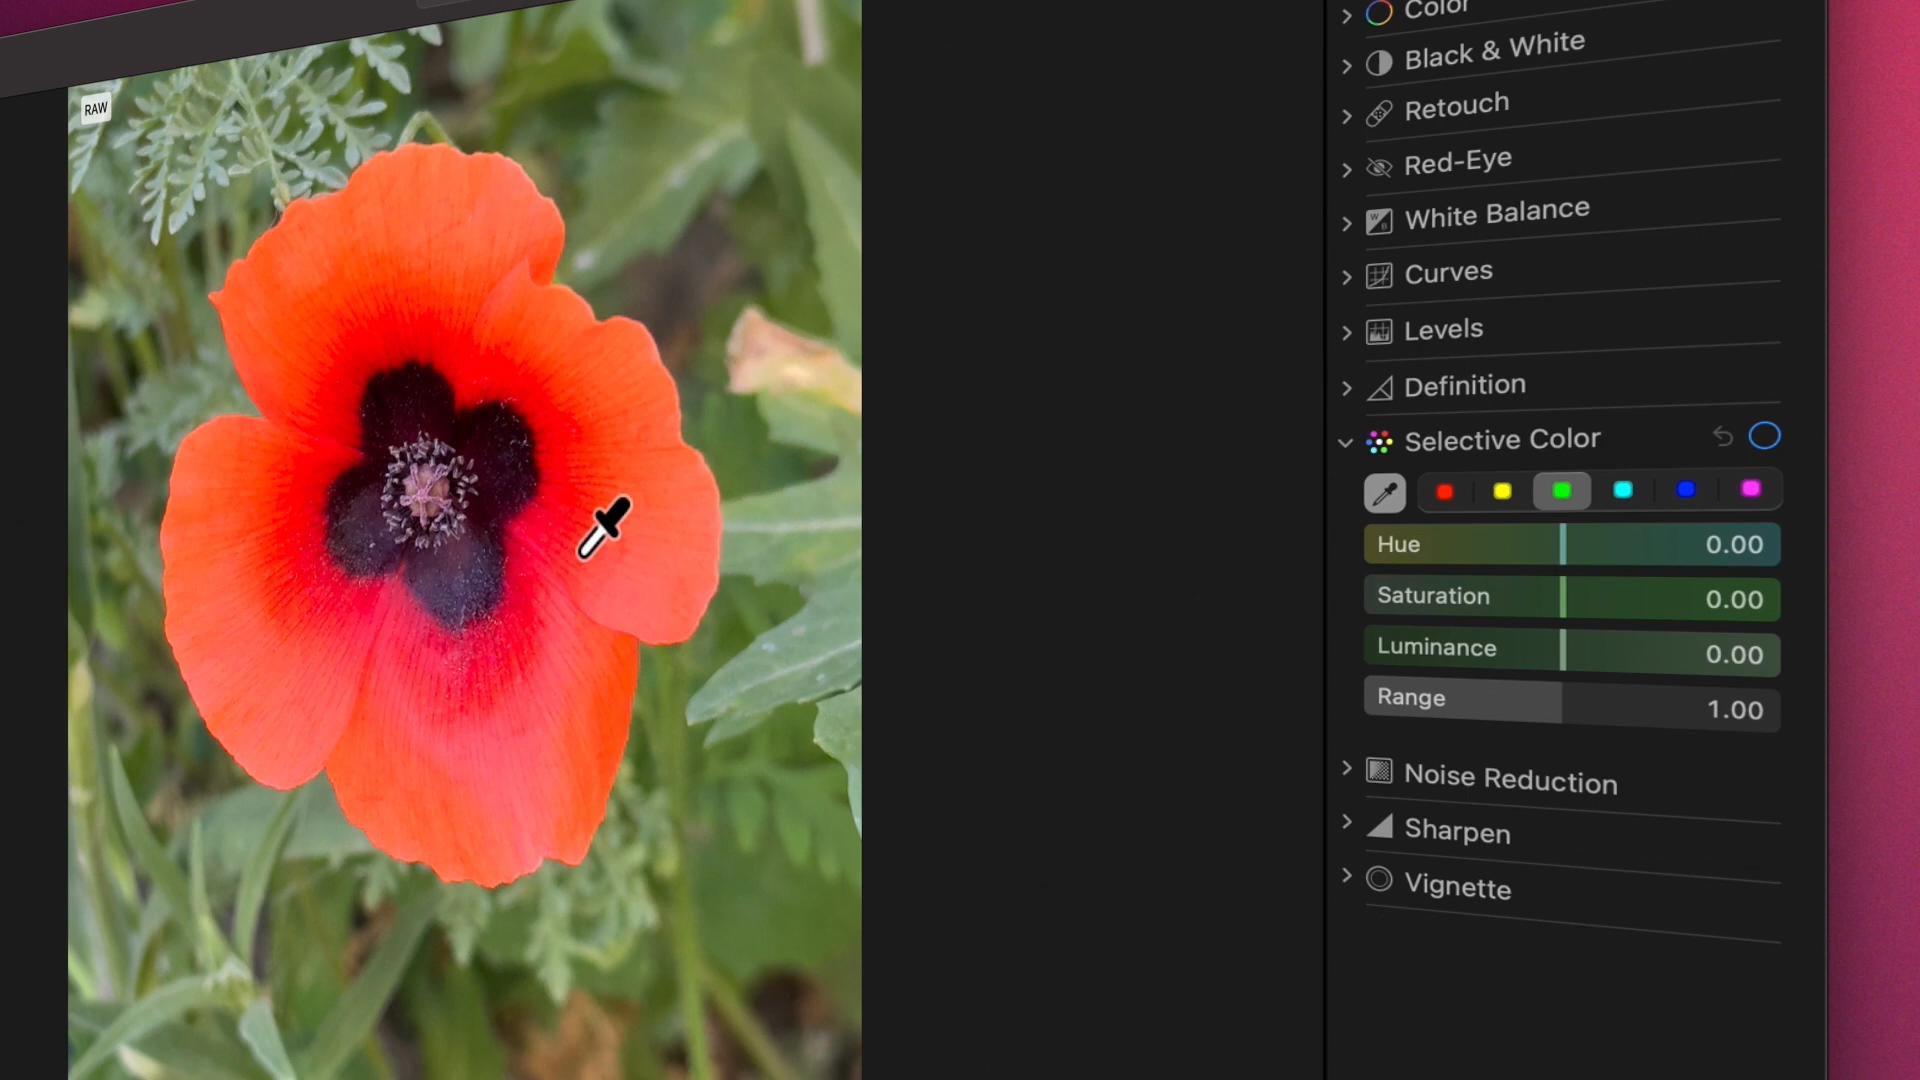 RAW
Color
Black & White
Retouch
Red-Eye
White Balance
Curves
Levels
Definition
Selective Color
Hue 0.00
Saturation 0.00
Luminance 0.00
Range 1.00
Noise Reduction
Sharpen
Vignette